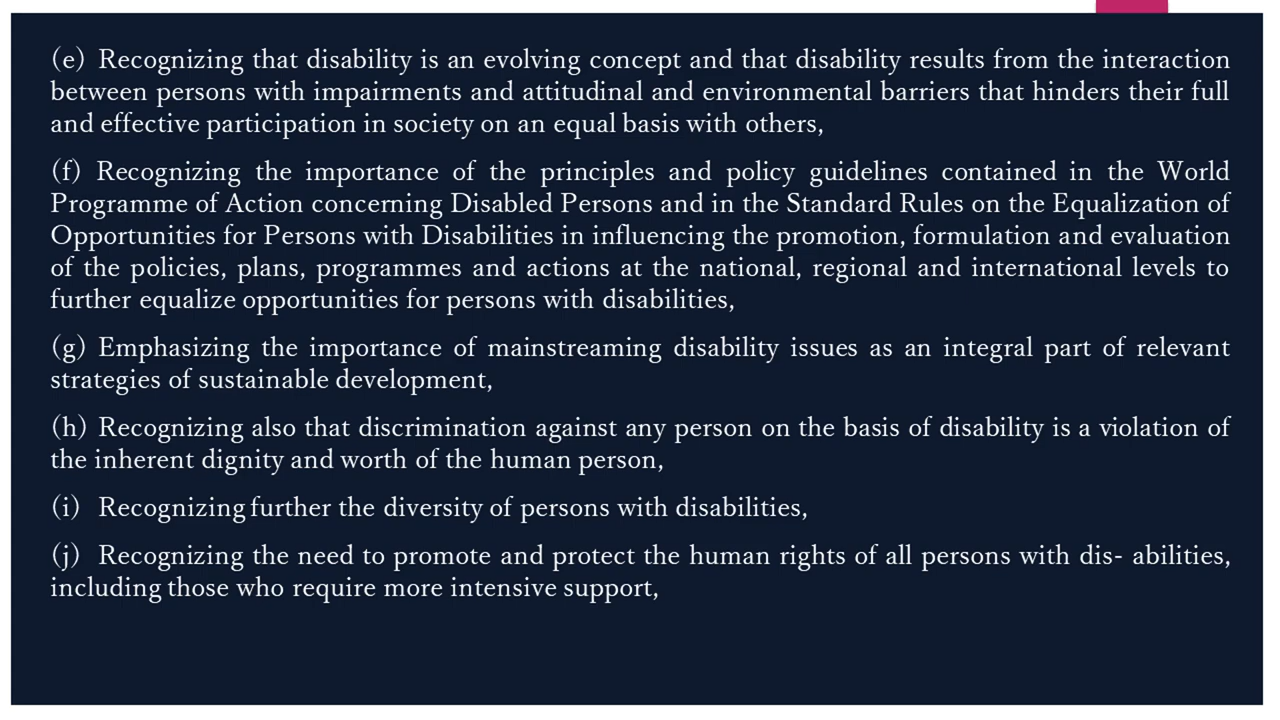 (e) Recognizing that disability is an evolving concept and that disability results from the interaction
between persons with impairments and attitudinal and environmental barriers that hinders their full
and effective participation in society on an equal basis with others,
(f) Recognizing the importance of the principles and policy guidelines contained in the World
Programme of Action concerning Disabled Persons and in the Standard Rules on the Equalization of
Opportunities for Persons with Disabilities in influencing the promotion, formulation and evaluation
of the policies, plans, programmes and actions at the national, regional and international levels to
further equalize opportunities for persons with disabilities,
(g) Emphasizing the importance of mainstreaming disability issues as an integral part of relevant
strategies of sustainable development,
(h) Recognizing also that discrimination against any person on the basis of disability is a violation of
the inherent dignity and worth of the human person,
(i) Recognizing further the diversity of persons with disabilities,
(j) Recognizing the need to promote and protect the human rights of all persons with dis- abilities,
including those who require more intensive support,